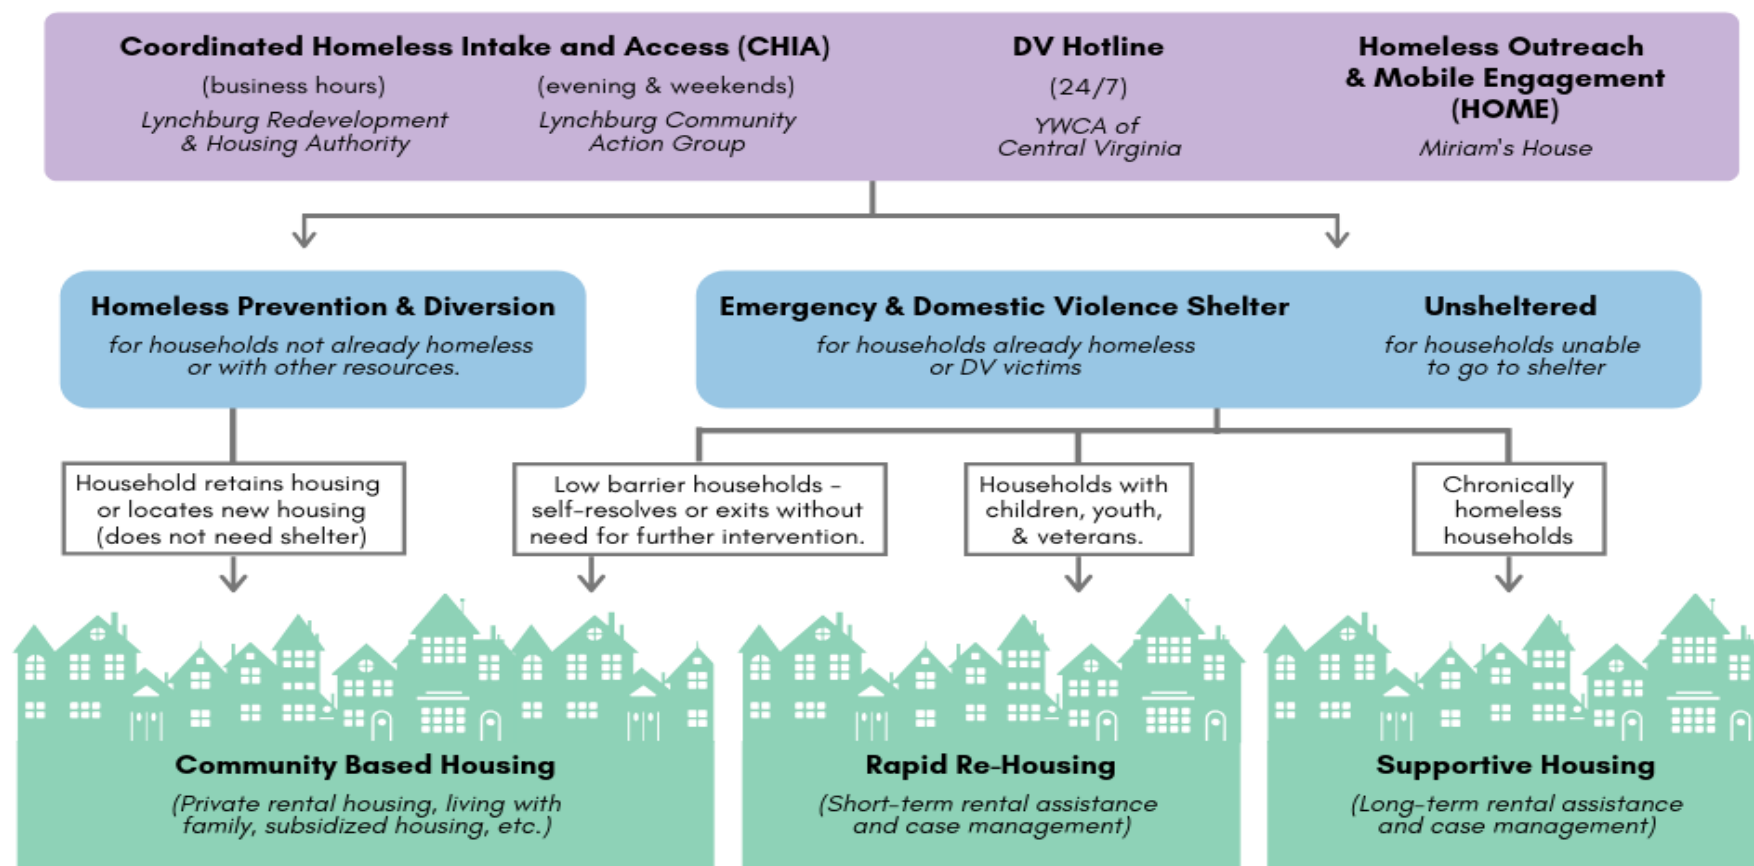 Coordinated Homeless Intake and Access (CHIA)
(business hours)
Lynchburg Redevelopment
& Housing Authority
(evening & weekends)
Lynchburg Community
Action Group
DV Hotline
(24/7)
YWCA of
Central Virginia
Homeless Outreach
& Mobile Engagement
(HOME)
Miriam's House
Homeless Prevention & Diversion
for households not already homeless
or with other resources.
Emergency & Domestic Violence Shelter
for households already homeless
or DV victims
Unsheltered
for households unable
to go to shelter
Household retains housing
or locates new housing
(does not need shelter)
Low barrier households -
self-resolves or exits without
need for further intervention.
Households with
children, youth,
& veterans.
Chronically
homeless
households
Community Based Housing
(Private rental housing, living with
family, subsidized housing, etc.)
Rapid Re-Housing
(Short-term rental assistance
and case management)
Supportive Housing
(Long-term rental assistance
and case management)